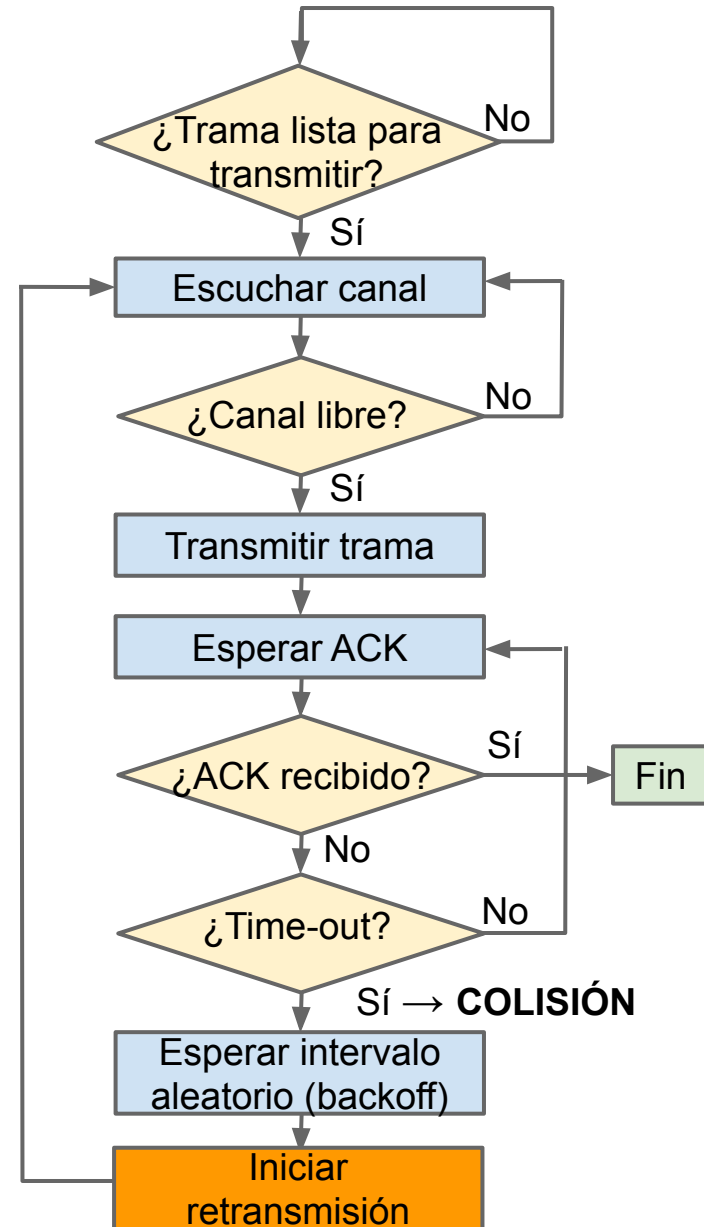 No
¿Trama lista para
transmitir?
Sí
Escuchar canal
¿Canal libre?
No
Sí
Transmitir trama
Esperar ACK
¿ACK recibido?
Sí
Fin
No
¿Time-out?
No
Sí → COLISIÓN
Esperar intervalo
aleatorio (backoff)
Iniciar
retransmisión